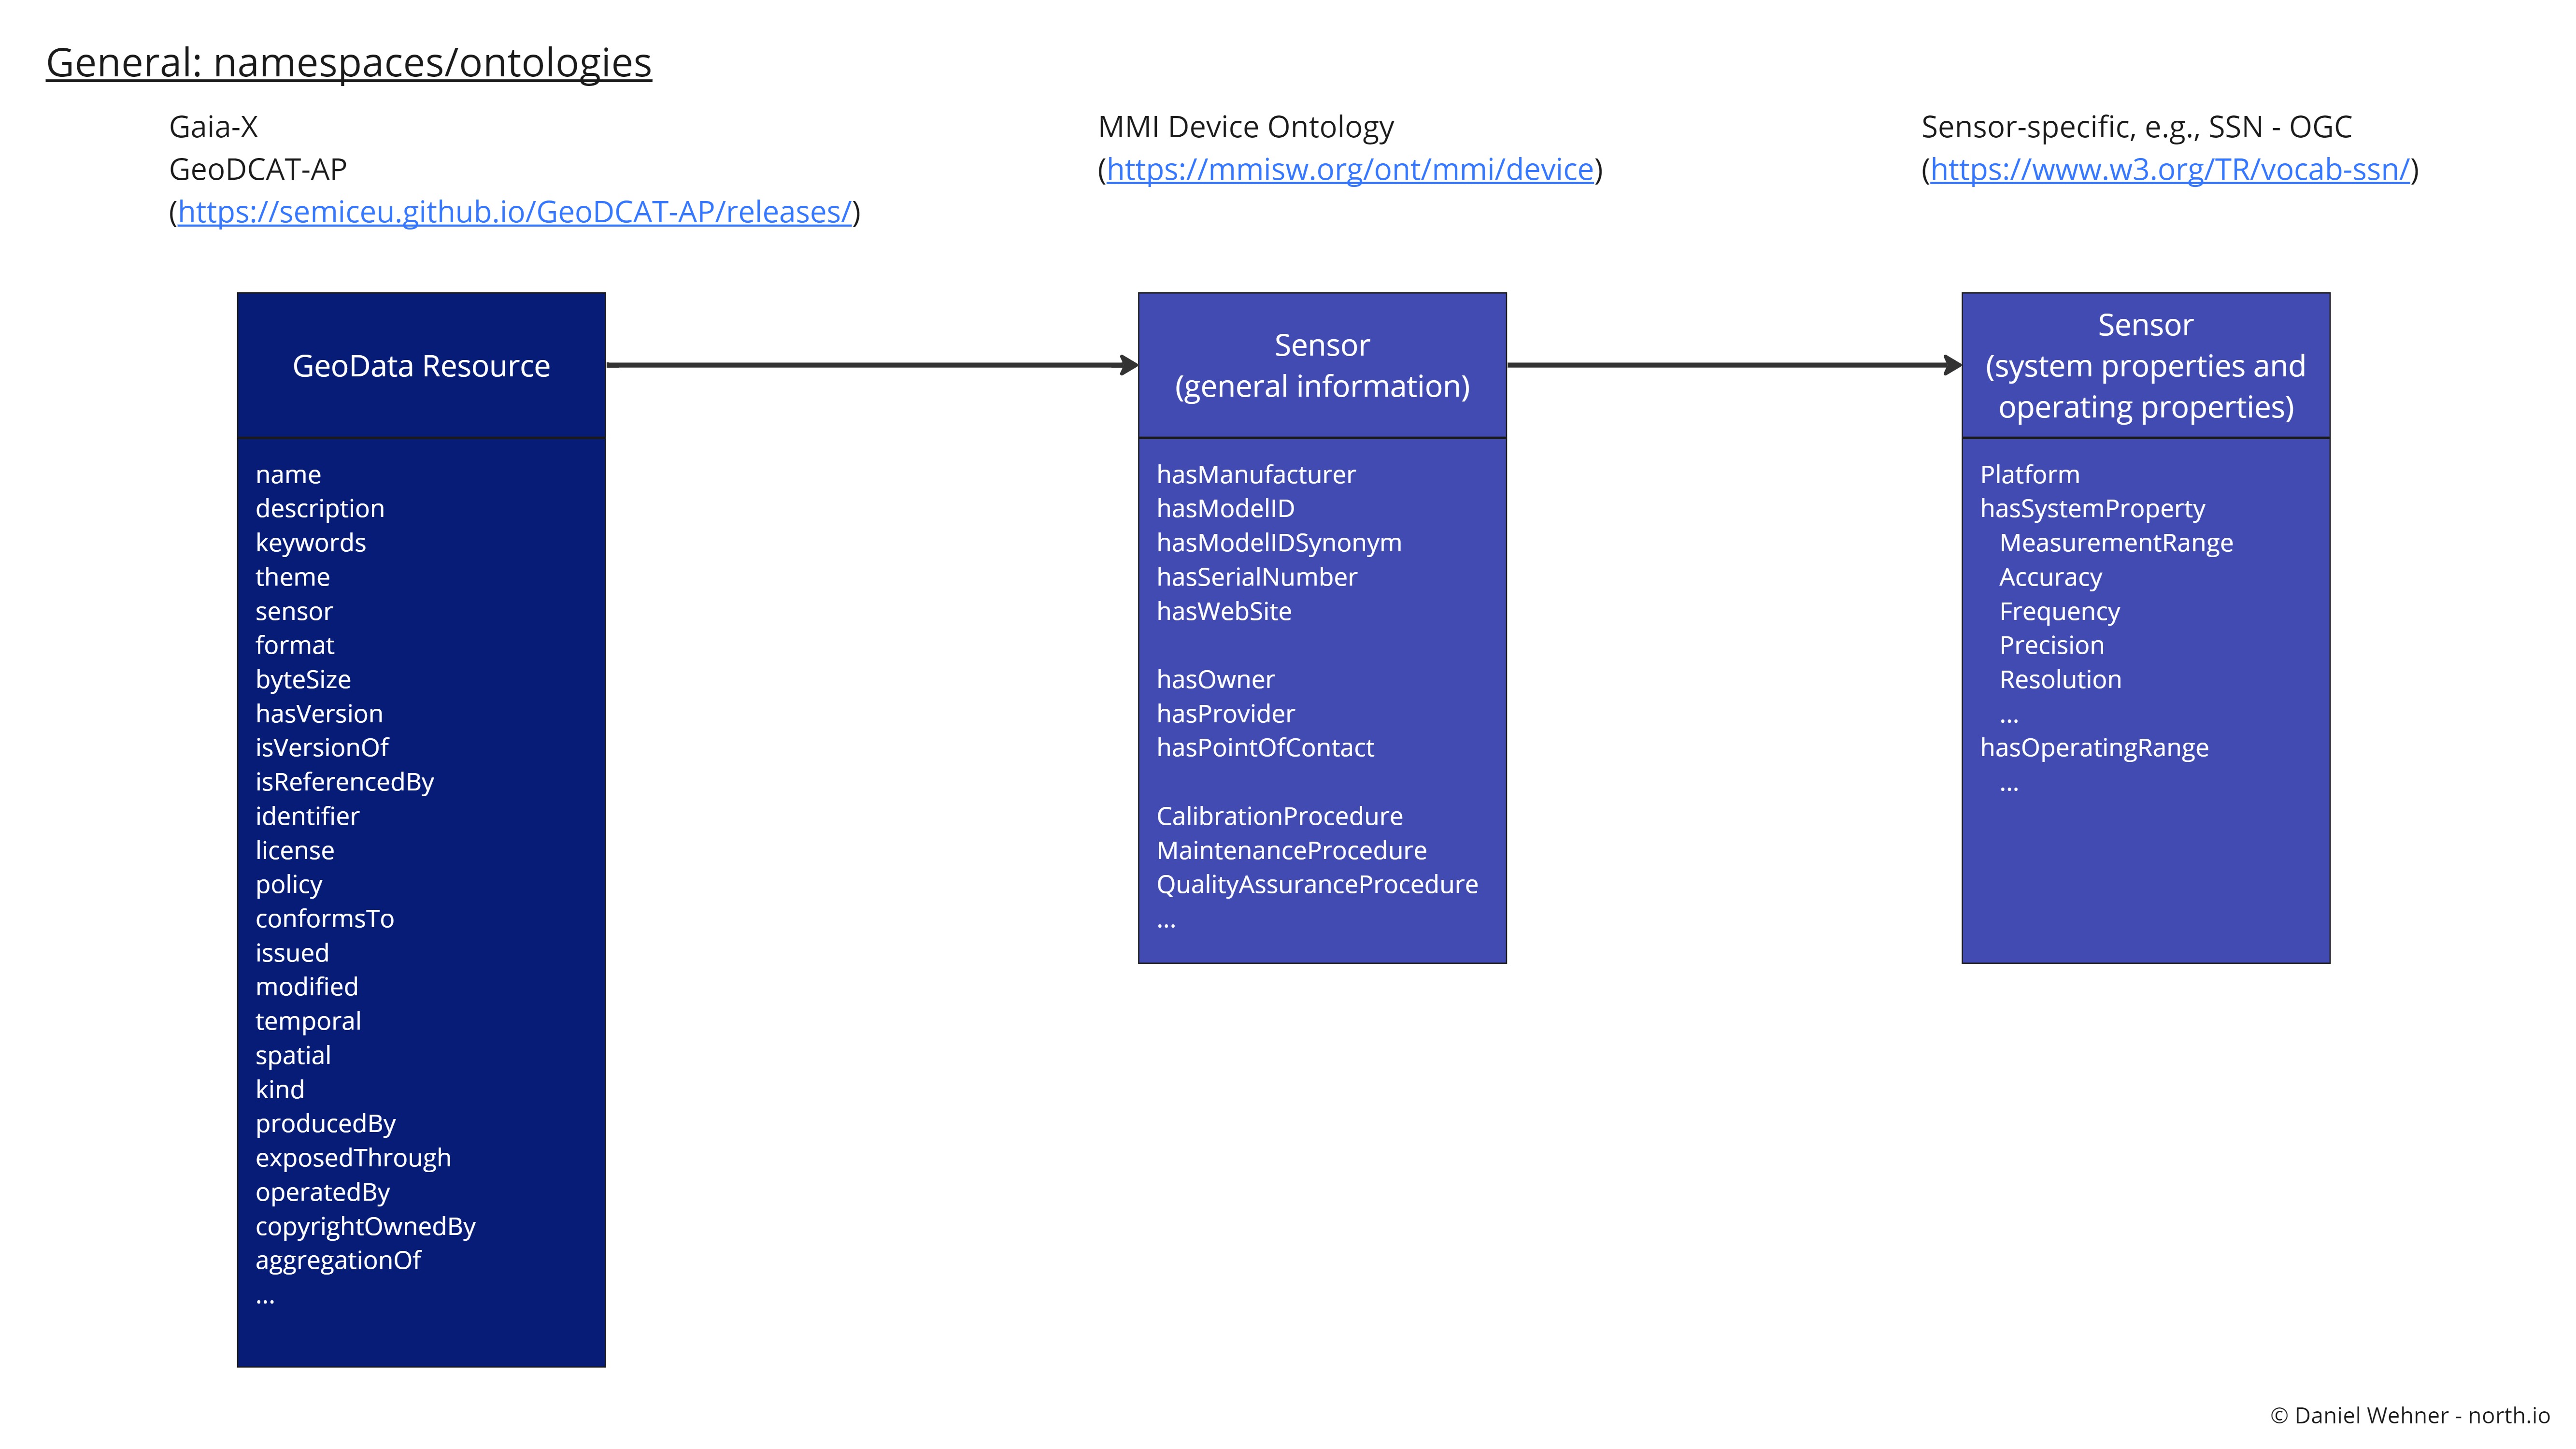 General: namespaces/ontologies
Gaia-X
GeoDCAT-AP
(https://semiceu.github.io/GeoDCAT-AP/releases/)
MMI Device Ontology
(https://mmisw.org/ont/mmi/device)
Sensor-specific, e.g., SSN - OGC
(https://www.w3.org/TR/vocab-ssn/)
GeoData Resource
name
description
keywords
theme
sensor
format
byteSize
hasVersion
isVersionOf
isReferencedBy
identifier
license
policy
conformsTo
issued
modified
temporal
spatial
kind
producedBy
exposedThrough
operatedBy
copyrightOwnedBy
aggregationOf
...
Sensor
(general information)
hasManufacturer
hasModelID
hasModelIDSynonym
hasSerialNumber
hasWebSite
hasOwner
hasProvider
hasPointOfContact
CalibrationProcedure
MaintenanceProcedure
QualityAssuranceProcedure
...
Sensor
(system properties and
operating properties)
Platform
hasSystemProperty
MeasurementRange
Accuracy
Frequency
Precision
Resolution
...
hasOperatingRange
...
© Daniel Wehner - north.io